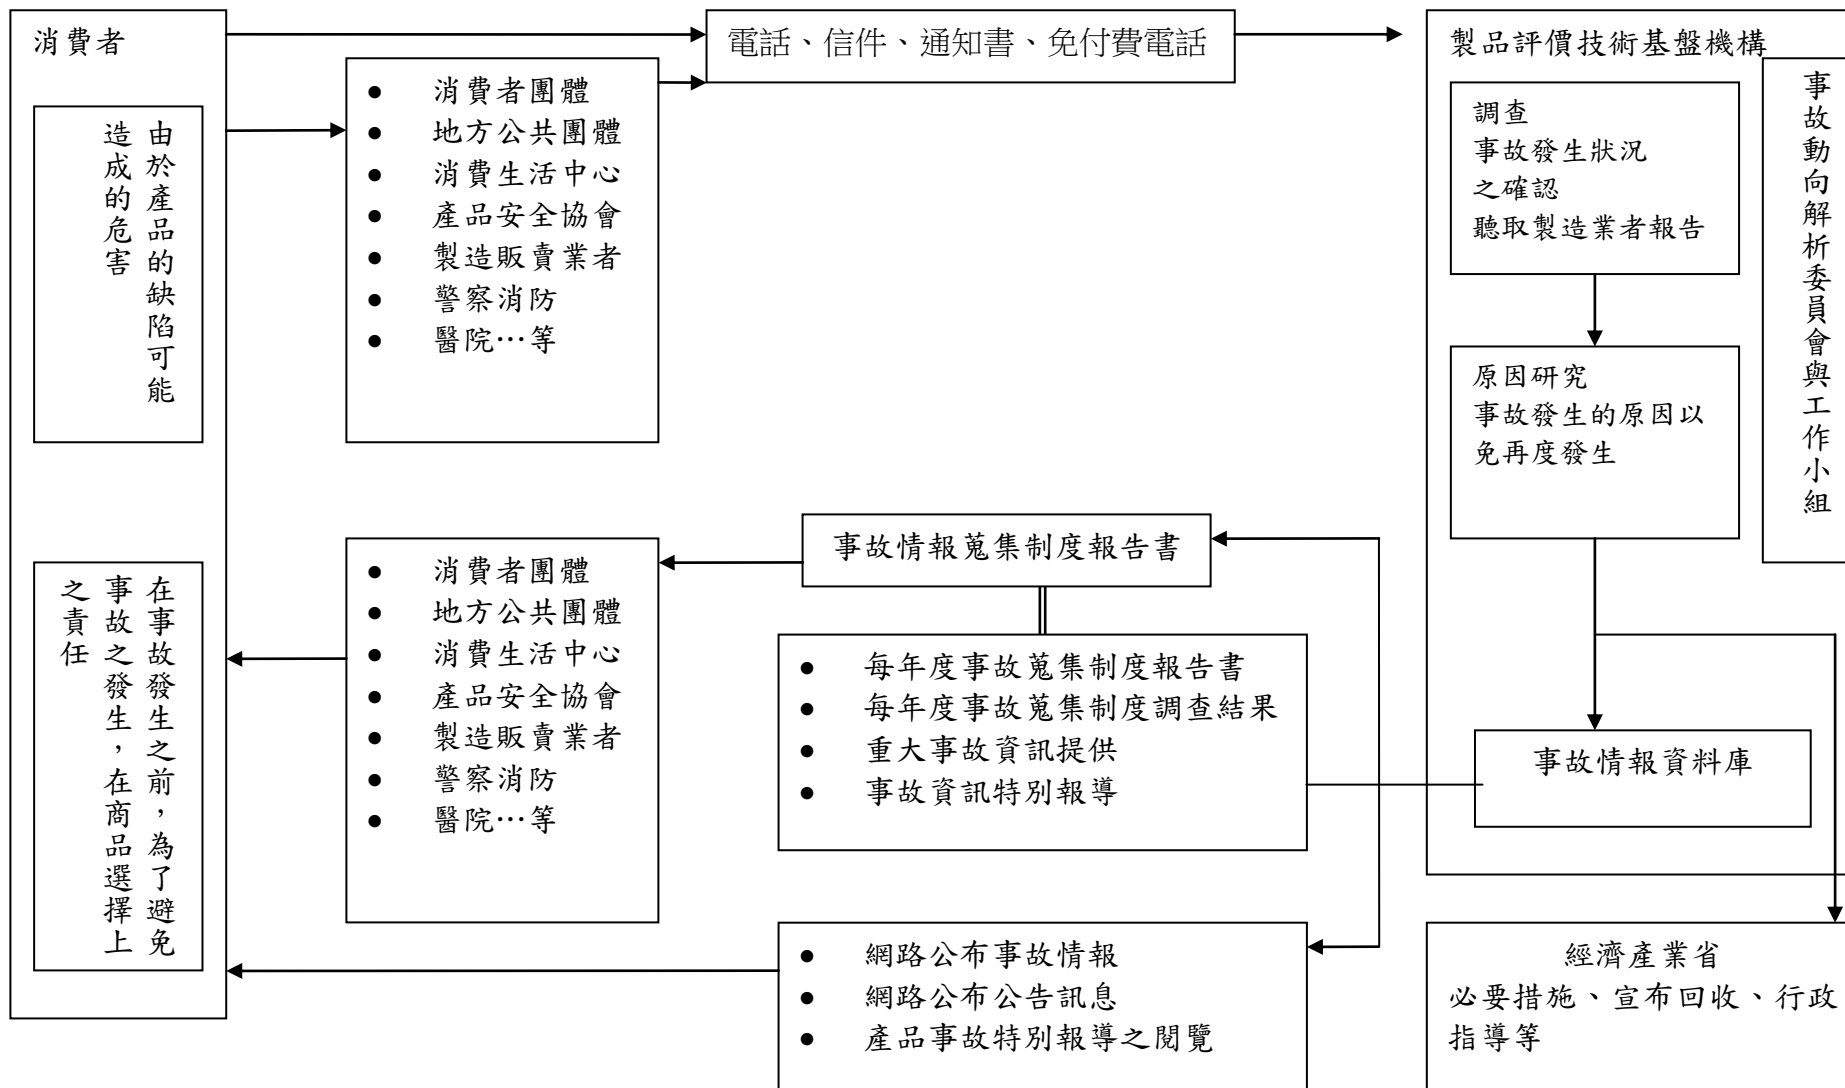 消費者
由於產品的缺陷可能
造成的危害
在事故發生之前，為了避免
事故之發生，在商品選擇上
之責任
● 消費者團體
● 地方公共團體
● 消費生活中心
● 產品安全協會
● 製造販賣業者
● 警察消防
● 醫院…等
電話、信件、通知書、免付費電話
製品評價技術基盤機構
調查
事故發生狀況
之確認
聽取製造業者報告
原因研究
事故發生的原因以
免再度發生
事故動向解析委員會與工作小組
事故情報資料庫
事故情報蒐集制度報告書
● 每年度事故蒐集制度報告書
● 每年度事故蒐集制度調查結果
● 重大事故資訊提供
● 事故資訊特別報導
● 消費者團體
● 地方公共團體
● 消費生活中心
● 產品安全協會
● 製造販賣業者
● 警察消防
● 醫院…等
● 網路公布事故情報
● 網路公布公告訊息
● 產品事故特別報導之閱覽
經濟產業省
必要措施、宣布回收、行政
指導等